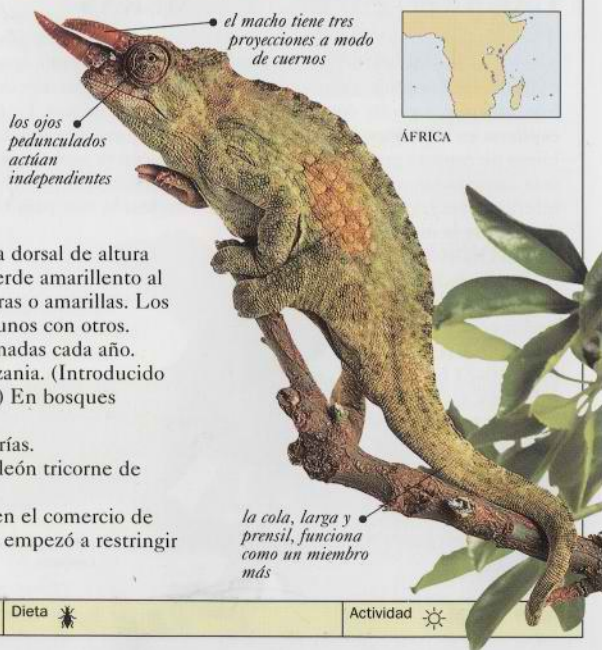 el macho tiene tres
proyecciones a modo
de cuernos
ÁFRICA
los ojos
pedunculados
actúan
independientes
a dorsal de altura
erde amarillento al
ras o amarillas. Los
unos con otros.
nadas cada año.
zania. (Introducido
) En bosques
rías.
león tricorne de
en el comercio de
empezó a restringir
la cola, larga y
prensil, funciona
como un miembro
más
Dieta
Actividad